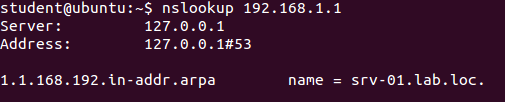 student@ubuntu:~$ nslookup 192.168.1.1
Server: 127.0.0.1
Address: 127.0.0.1#53
1.1.168.192.in-addr.arpa name = srv-01.lab.loc.